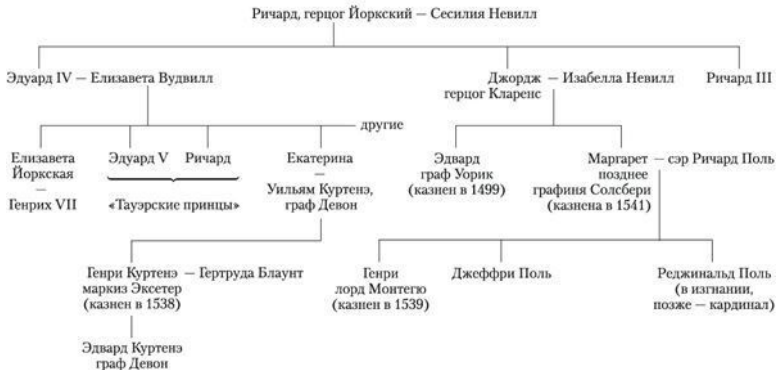 Ричард, герцог Йоркский — Сесилия Невилл
Эдуард IV — Елизавета Вудвилл
Джордж — Изабелла Невилл
герцог Кларенс
Ричард III
другие
Елизавета
Йоркская
—
Генрих VII
Эдуард V Ричард
«Тауэрские принцы»
Екатерина
—
Уильям Куртенэ,
граф Девон
Эдвард
граф Уорик
(казнен в 1499)
Маргарет — сэр Ричард Поль
позднее
графиня Солсбери
(казнена в 1541)
Генри Куртенэ — Гертруда Блаунт
маркиз Эксетер
(казнен в 1538)
Генри
лорд Монтегю
(казнен в 1539)
Джеффри Поль
Реджинальд Поль
(в изгнании,
позже — кардинал)
Эдвард Куртенэ
граф Девон